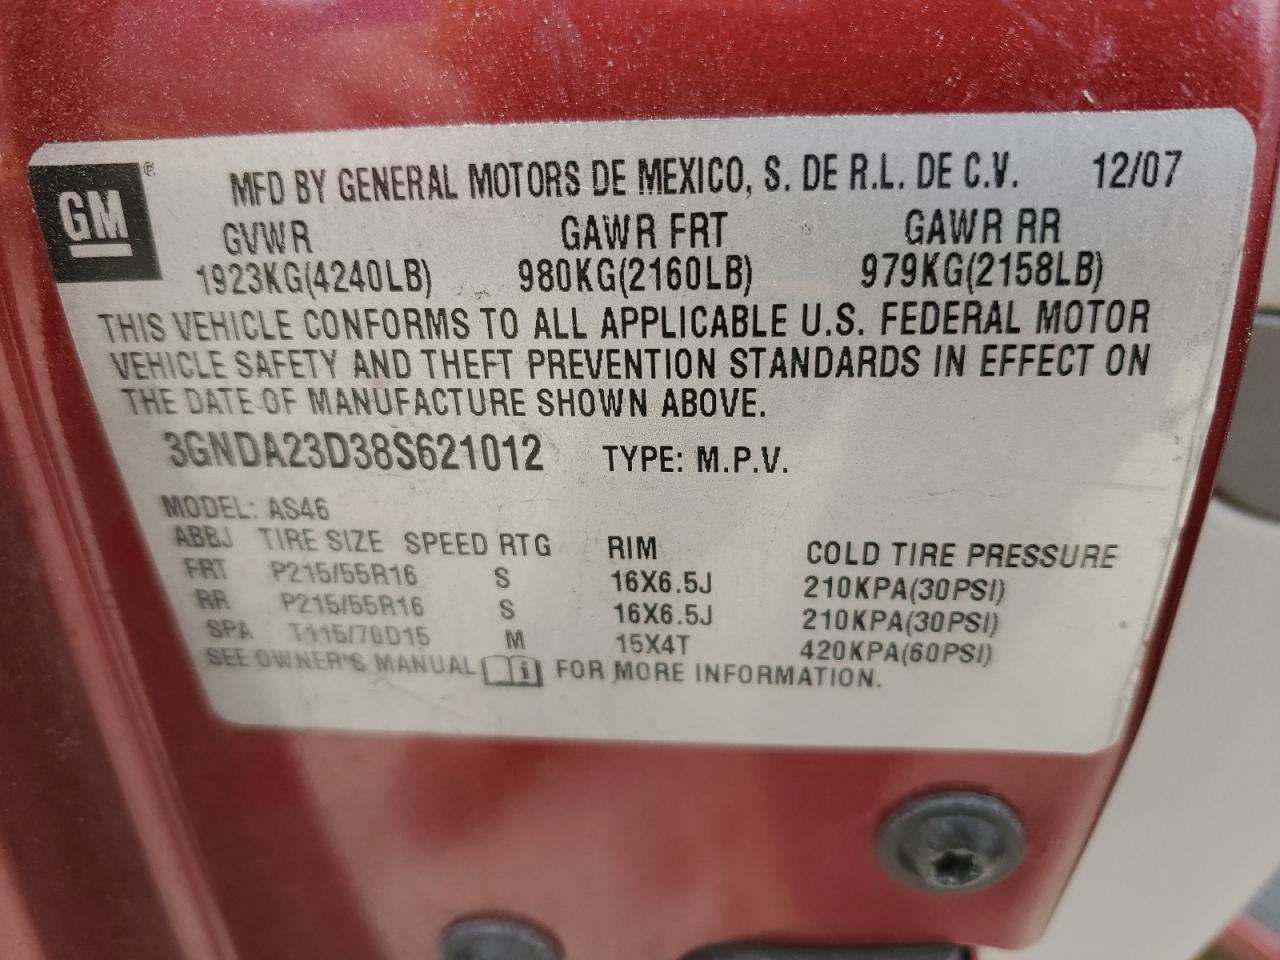 GM ® MFD BY GENERAL MOTORS DE MEXICO, S. DE R.L. DE C.V. 12/07
GVWR GAWR FRT GAWR RR
1923KG(4240LB) 980KG(2160LB) 979KG(2158LB)
THIS VEHICLE CONFORMS TO ALL APPLICABLE U.S. FEDERAL MOTOR
VEHICLE SAFETY AND THEFT PREVENTION STANDARDS IN EFFECT ON
THE DATE OF MANUFACTURE SHOWN ABOVE.
3GNDA23D38S621012 TYPE: M.P.V.
MODEL: AS46
ABBJ TIRE SIZE SPEED RTG RIM COLD TIRE PRESSURE
FRT P215/55R16 S 16X6.5J 210KPA(30PSI)
RR P215/55R16 S 16X6.5J 210KPA(30PSI)
SPA T115/70D15 M 15X4T 420KPA(60PSI)
SEE OWNER'S MANUAL i FOR MORE INFORMATION.